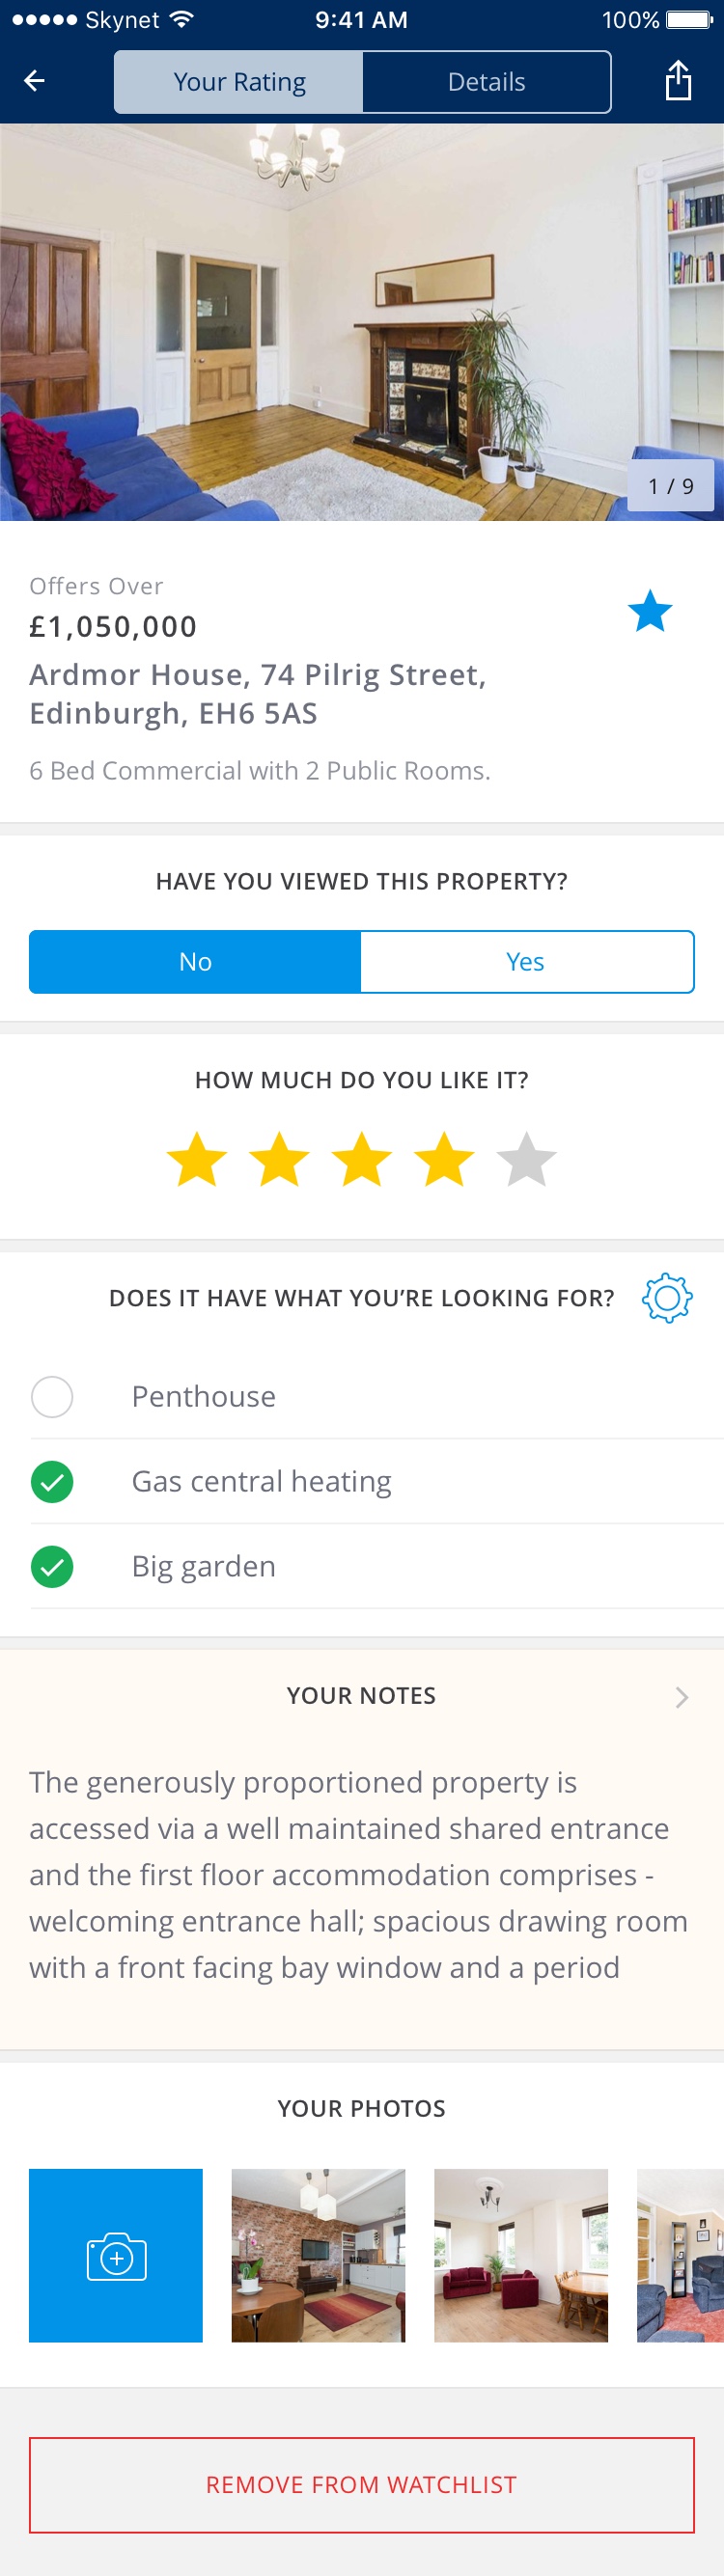 Skynet 9:41 AM 100%
Your Rating Details
1 / 9
Offers Over
£1,050,000
Ardmor House, 74 Pilrig Street,
Edinburgh, EH6 5AS
6 Bed Commercial with 2 Public Rooms.
HAVE YOU VIEWED THIS PROPERTY?
No Yes
HOW MUCH DO YOU LIKE IT?
DOES IT HAVE WHAT YOU’RE LOOKING FOR?
Penthouse
Gas central heating
Big garden
YOUR NOTES
The generously proportioned property is
accessed via a well maintained shared entrance
and the first floor accommodation comprises -
welcoming entrance hall; spacious drawing room
with a front facing bay window and a period
YOUR PHOTOS
REMOVE FROM WATCHLIST